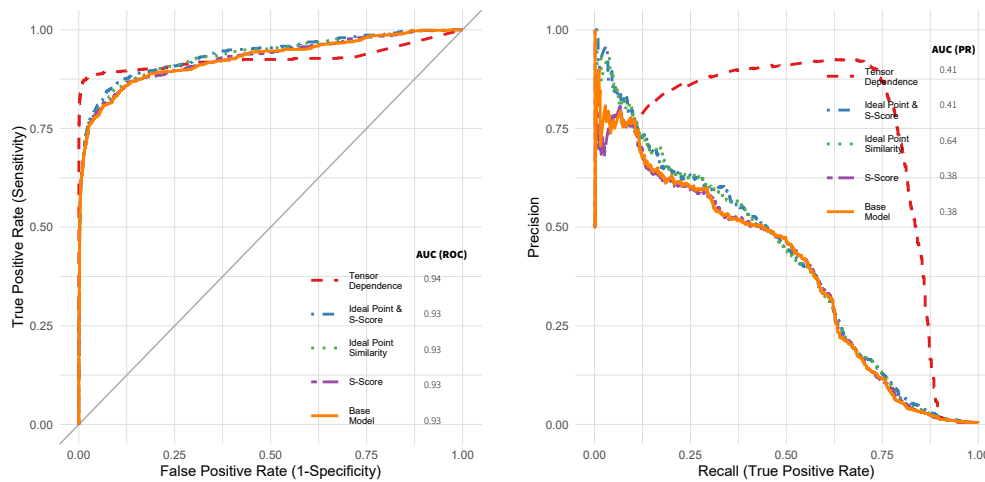 1.00
0.75
0.50
0.25
0.00
True Positive Rate (Sensitivity)
AUC (ROC)
Tensor
Dependence
0.94
Ideal Point &
S-Score
0.93
Ideal Point
Similarity
0.93
S-Score
0.93
Base
Model
0.93
0.00
0.25
0.50
0.75
1.00
False Positive Rate (1-Specificity)
1.00
0.75
0.50
0.25
0.00
Precision
AUC (PR)
Tensor
Dependence
0.41
Ideal Point &
S-Score
0.41
Ideal Point
Similarity
0.64
S-Score
0.38
Base
Model
0.38
0.00
0.25
0.50
0.75
1.00
Recall (True Positive Rate)